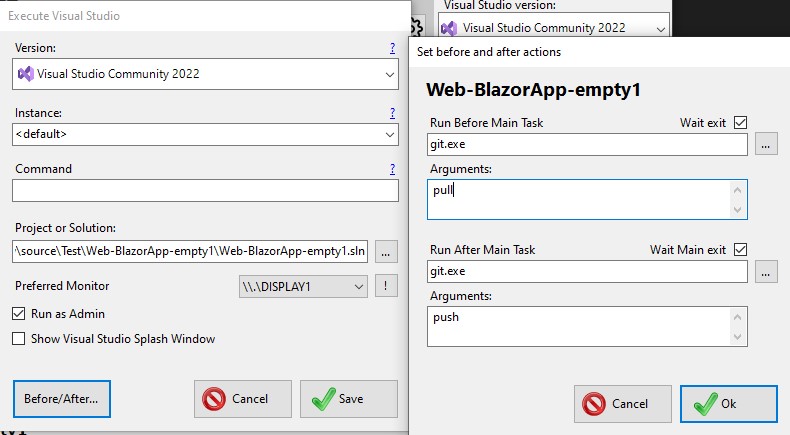 Execute Visual Studio
Version:
?
Visual Studio Community 2022
Instance:
?
<default>
Command
?
Project or Solution:
\source\Test\Web-BlazorApp-empty1\Web-BlazorApp-empty1.sln
...
Preferred Monitor
\\.\DISPLAY1
!
Run as Admin
Show Visual Studio Splash Window
Before/After...
Cancel
Save
Visual Studio version:
Visual Studio Community 2022
Set before and after actions
Web-BlazorApp-empty1
Run Before Main Task
Wait exit
git.exe
...
Arguments:
pull
Run After Main Task
Wait Main exit
git.exe
...
Arguments:
push
Cancel
Ok